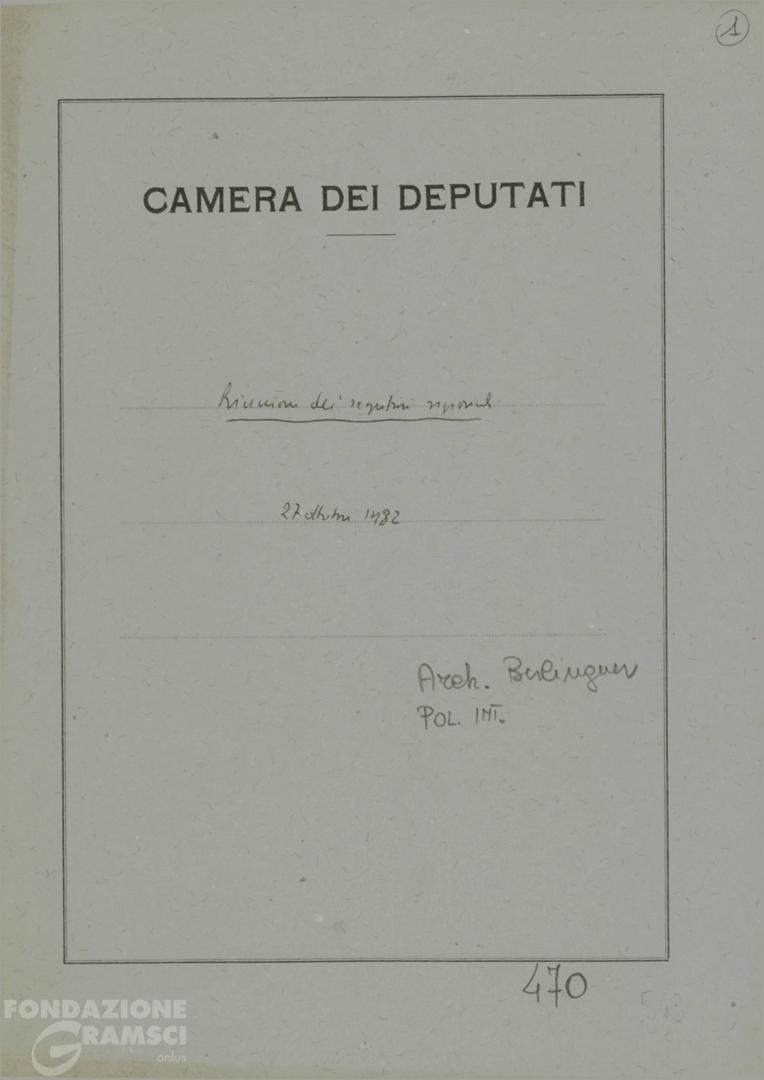 1
CAMERA DEI DEPUTATI
Riunione dei segretari regionali
27 ottobre 1982
Arch. Berlinguer
POL. INT.
470
FONDAZIONE
GRAMSCI
onlus